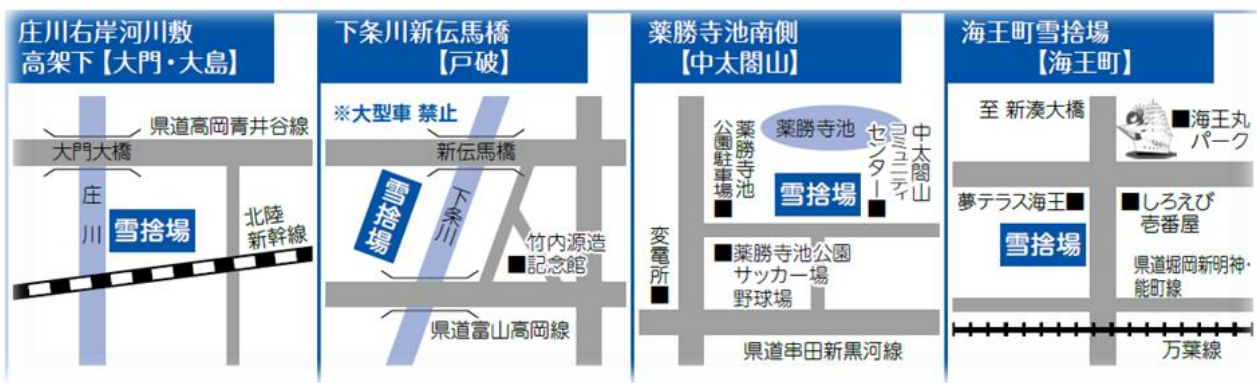 庄川右岸河川敷
高架下【大門・大島】
県道高岡青井谷線
大門大橋
庄川
雪捨場
北陸
新幹線
下条川新伝馬橋
【戸破】
※大型車 禁止
新伝馬橋
雪捨場
下条川
竹内源造
■記念館
県道富山高岡線
薬勝寺池南側
【中太閤山】
薬勝寺池
薬勝寺池
公園駐車場■
中太閤山
コミュニティ
センター■
雪捨場
変電所■
■薬勝寺池公園
サッカー場
野球場
県道串田新黒河線
海王町雪捨場
【海王町】
至 新湊大橋
■海王丸
パーク
夢テラス海王■
■しろえび
壱番屋
雪捨場
県道堀岡新明神・
能町線
万葉線